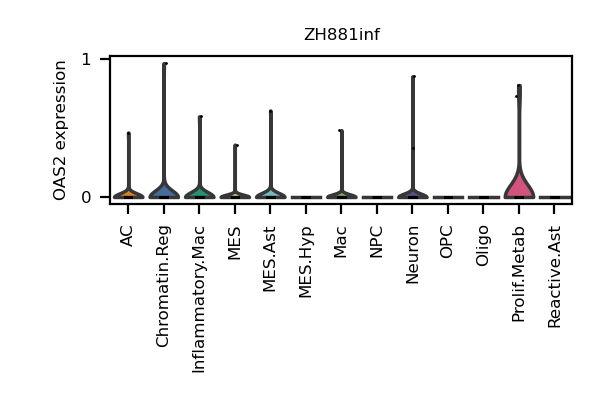 ZH881inf
OAS2 expression
1
0
AC
Chromatin.Reg
Inflammatory.Mac
MES
MES.Ast
MES.Hyp
Mac
NPC
Neuron
OPC
Oligo
Prolif.Metab
Reactive.Ast